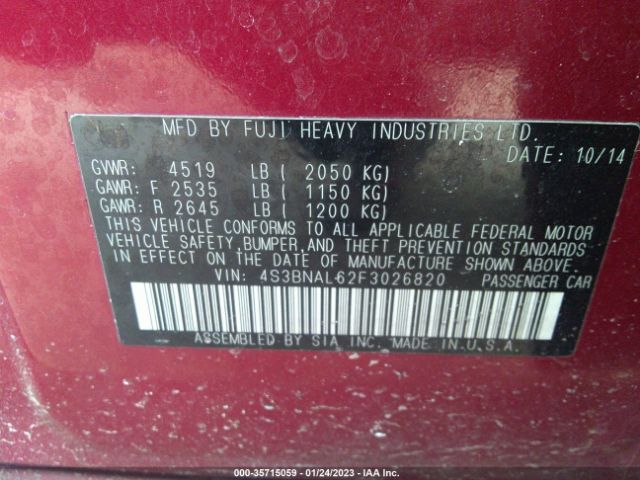 MFD BY FUJI HEAVY INDUSTRIES LTD.
DATE: 10/14
GVWR: 4519 LB ( 2050 KG)
GAWR: F 2535 LB ( 1150 KG)
GAWR: R 2645 LB ( 1200 KG)
THIS VEHICLE CONFORMS TO ALL APPLICABLE FEDERAL MOTOR
VEHICLE SAFETY, BUMPER, AND THEFT PREVENTION STANDARDS
IN EFFECT ON THE DATE OF MANUFACTURE SHOWN ABOVE.
VIN: 4S3BNAL62F3026820 PASSENGER CAR
ASSEMBLED BY SIA INC. MADE IN U.S.A.
000-35715059 - 01/24/2023 - IAA Inc.